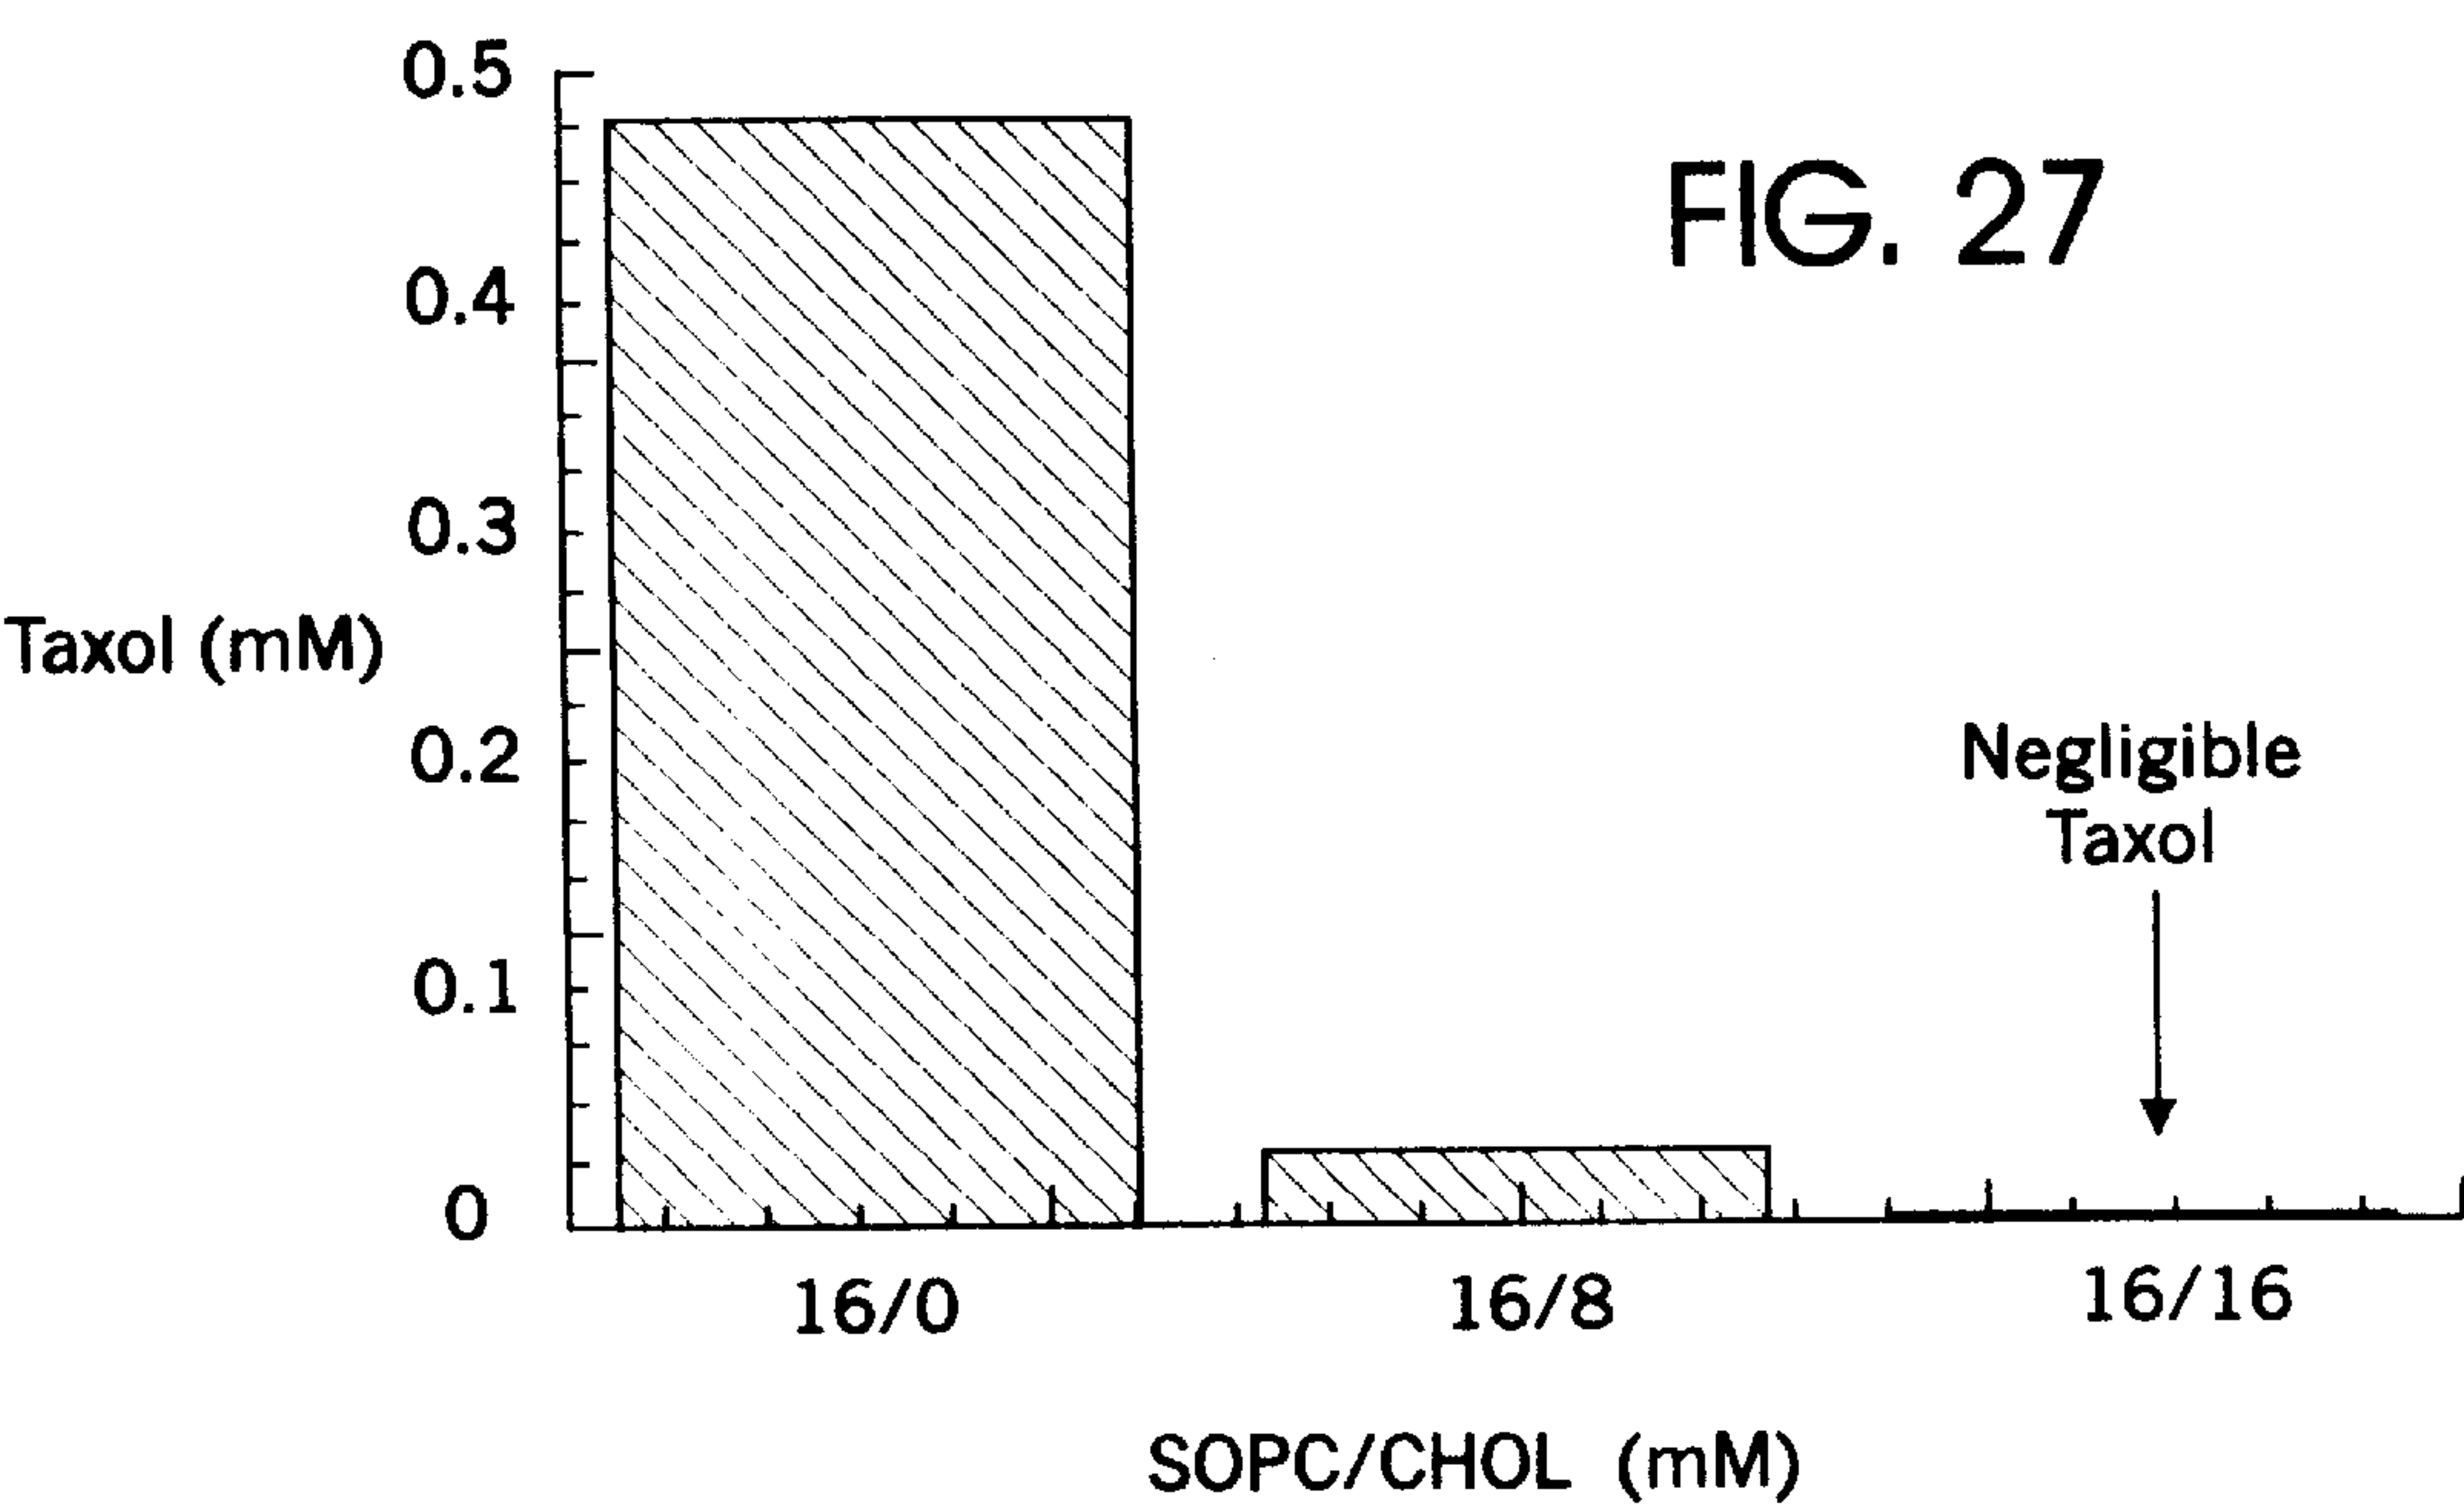 0.5
FIG. 27
0.4
0.3
Taxol (mM)
0.2
Negligible
Taxol
0.1
0
16/0
16/8
16/16
SOPC/CHOL (mM)